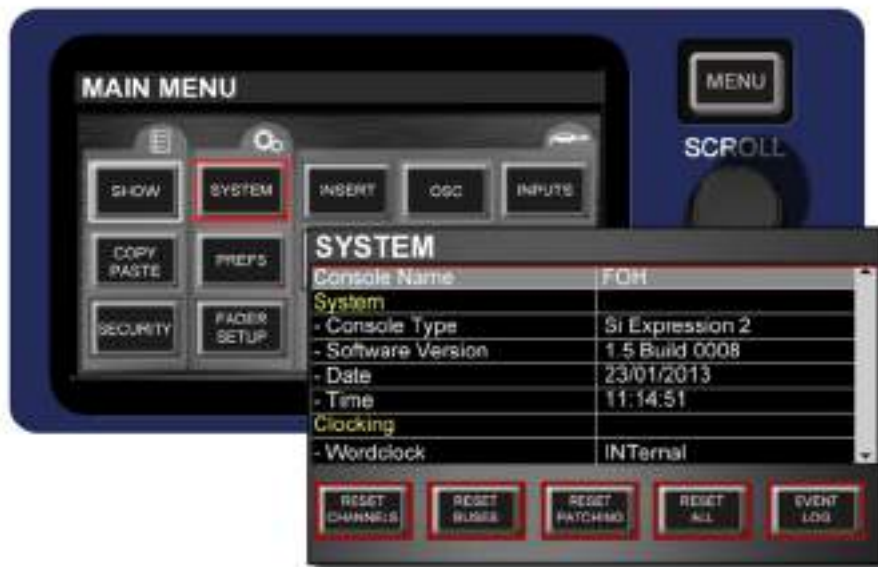 MAIN MENU
MENU
SCROLL
SHOW
SYSTEM
INSERT
OSC
INPUTS
COPY
PASTE
PREFS
SECURITY
FADER
SETUP
SYSTEM
Console Name FOH
System
- Console Type Si Expression 2
- Software Version 1.5 Build 0008
- Date 23/01/2013
- Time 11:14:51
Clocking
- Wordclock INTernal
RESET
CHANNELS
RESET
BUSES
RESET
PATCHING
RESET
ALL
EVENT
LOG